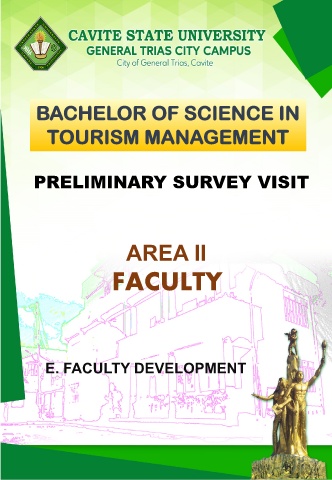 CAVITE STATE UNIVERSITY
GENERAL TRIAS CITY CAMPUS
City of General Trias, Cavite
BACHELOR OF SCIENCE IN
TOURISM MANAGEMENT
PRELIMINARY SURVEY VISIT
AREA II
FACULTY
E. FACULTY DEVELOPMENT